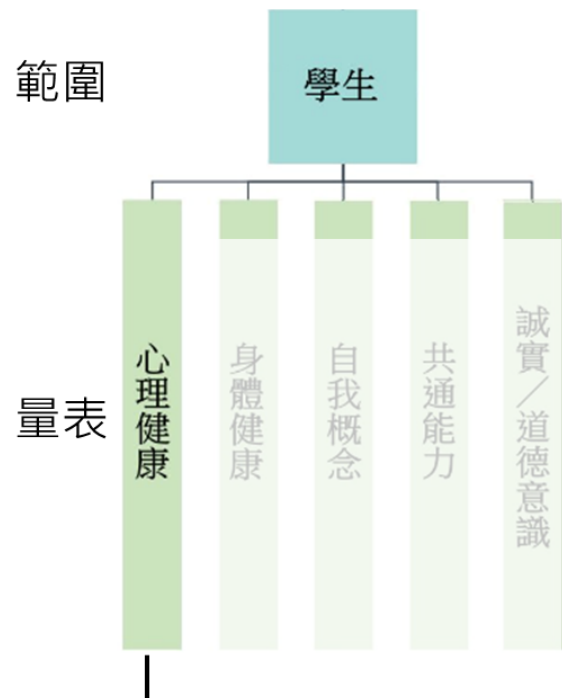 範圍
學生
量表
心理健康
身體健康
自我概念
共通能力
誠實／道德意識